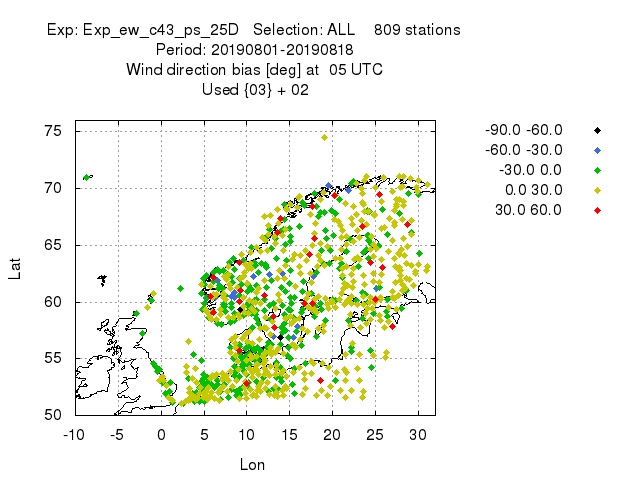 Exp: Exp_ew_c43_ps_25D   Selection: ALL    809 stations
Period: 20190801-20190818
Wind direction bias [deg] at  05 UTC
Used {03} + 02
-90.0 -60.0
-60.0 -30.0
-30.0 0.0
0.0 30.0
30.0 60.0
75
70
65
60
55
50
Lat
-10 -5 0 5 10 15 20 25 30
Lon